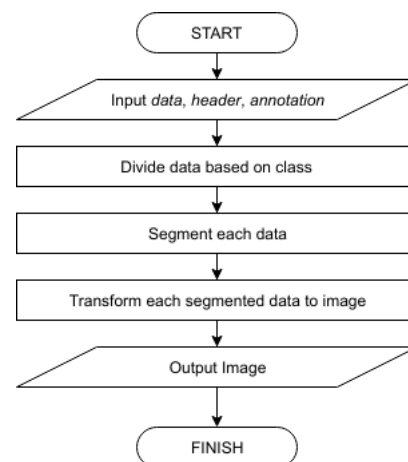 START
Input data, header, annotation
Divide data based on class
Segment each data
Transform each segmented data to image
Output Image
FINISH